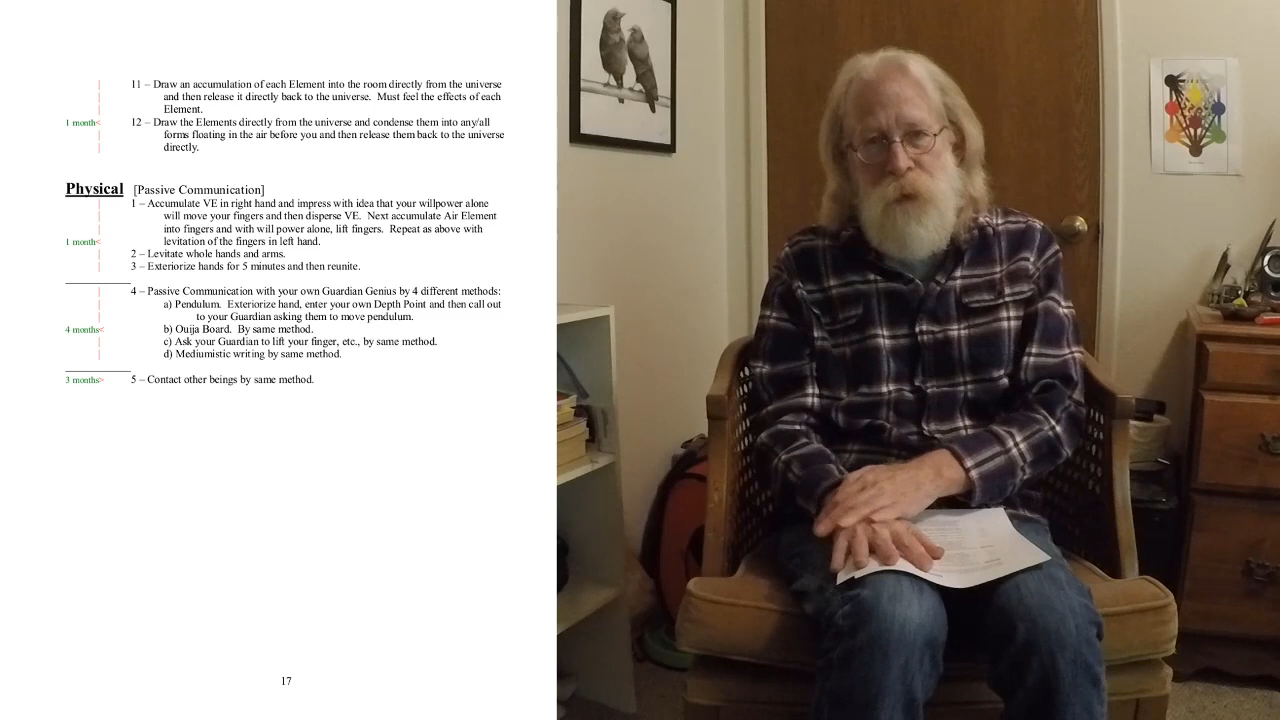 11 – Draw an accumulation of each Element into the room directly from the universe
and then release it directly back to the universe. Must feel the effects of each
Element.
1 month< 12 – Draw the Elements directly from the universe and condense them into any/all
forms floating in the air before you and then release them back to the universe
directly.
Physical [Passive Communication]
1 – Accumulate VE in right hand and impress with idea that your willpower alone
will move your fingers and then disperse VE. Next accumulate Air Element
into fingers and with will power alone, lift fingers. Repeat as above with
1 month< levitation of the fingers in left hand.
2 – Levitate whole hands and arms.
3 – Exteriorize hands for 5 minutes and then reunite.
4 – Passive Communication with your own Guardian Genius by 4 different methods:
a) Pendulum. Exteriorize hand, enter your own Depth Point and then call out
to your Guardian asking them to move pendulum.
4 months< b) Ouija Board. By same method.
c) Ask your Guardian to lift your finger, etc., by same method.
d) Mediumistic writing by same method.
3 months> 5 – Contact other beings by same method.
17